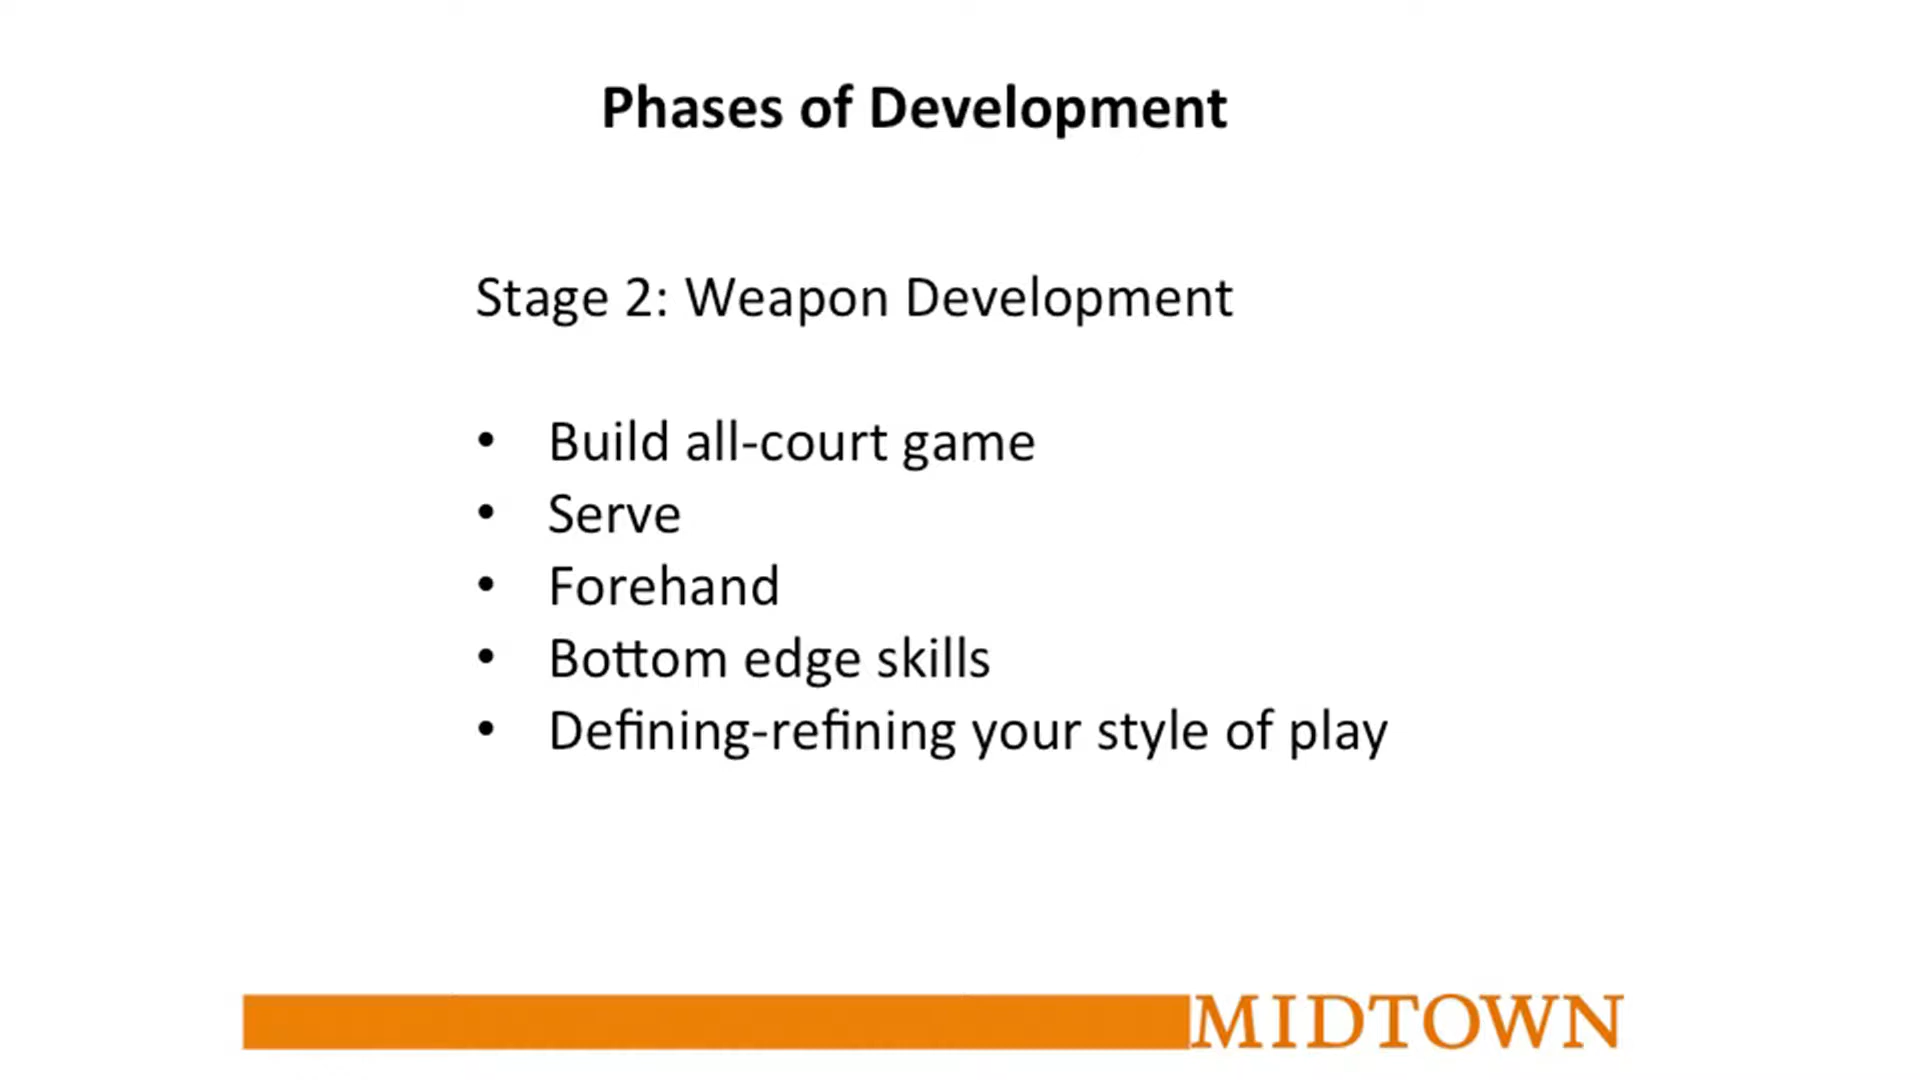 Phases of Development
Stage 2: Weapon Development
• Build all-court game
• Serve
• Forehand
• Bottom edge skills
• Defining-refining your style of play
MIDTOWN